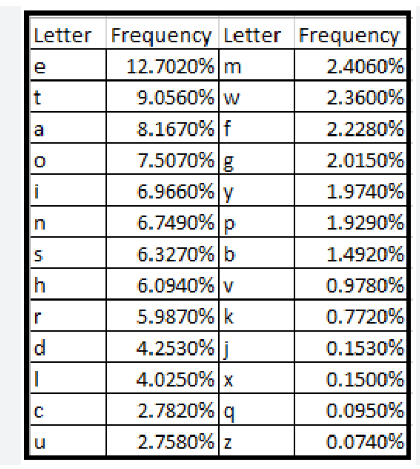 Letter Frequency Letter Frequency
e 12.7020% m 2.4060%
t 9.0560% w 2.3600%
a 8.1670% f 2.2280%
o 7.5070% g 2.0150%
i 6.9660% y 1.9740%
n 6.7490% p 1.9290%
s 6.3270% b 1.4920%
h 6.0940% v 0.9780%
r 5.9870% k 0.7720%
d 4.2530% j 0.1530%
l 4.0250% x 0.1500%
c 2.7820% q 0.0950%
u 2.7580% z 0.0740%